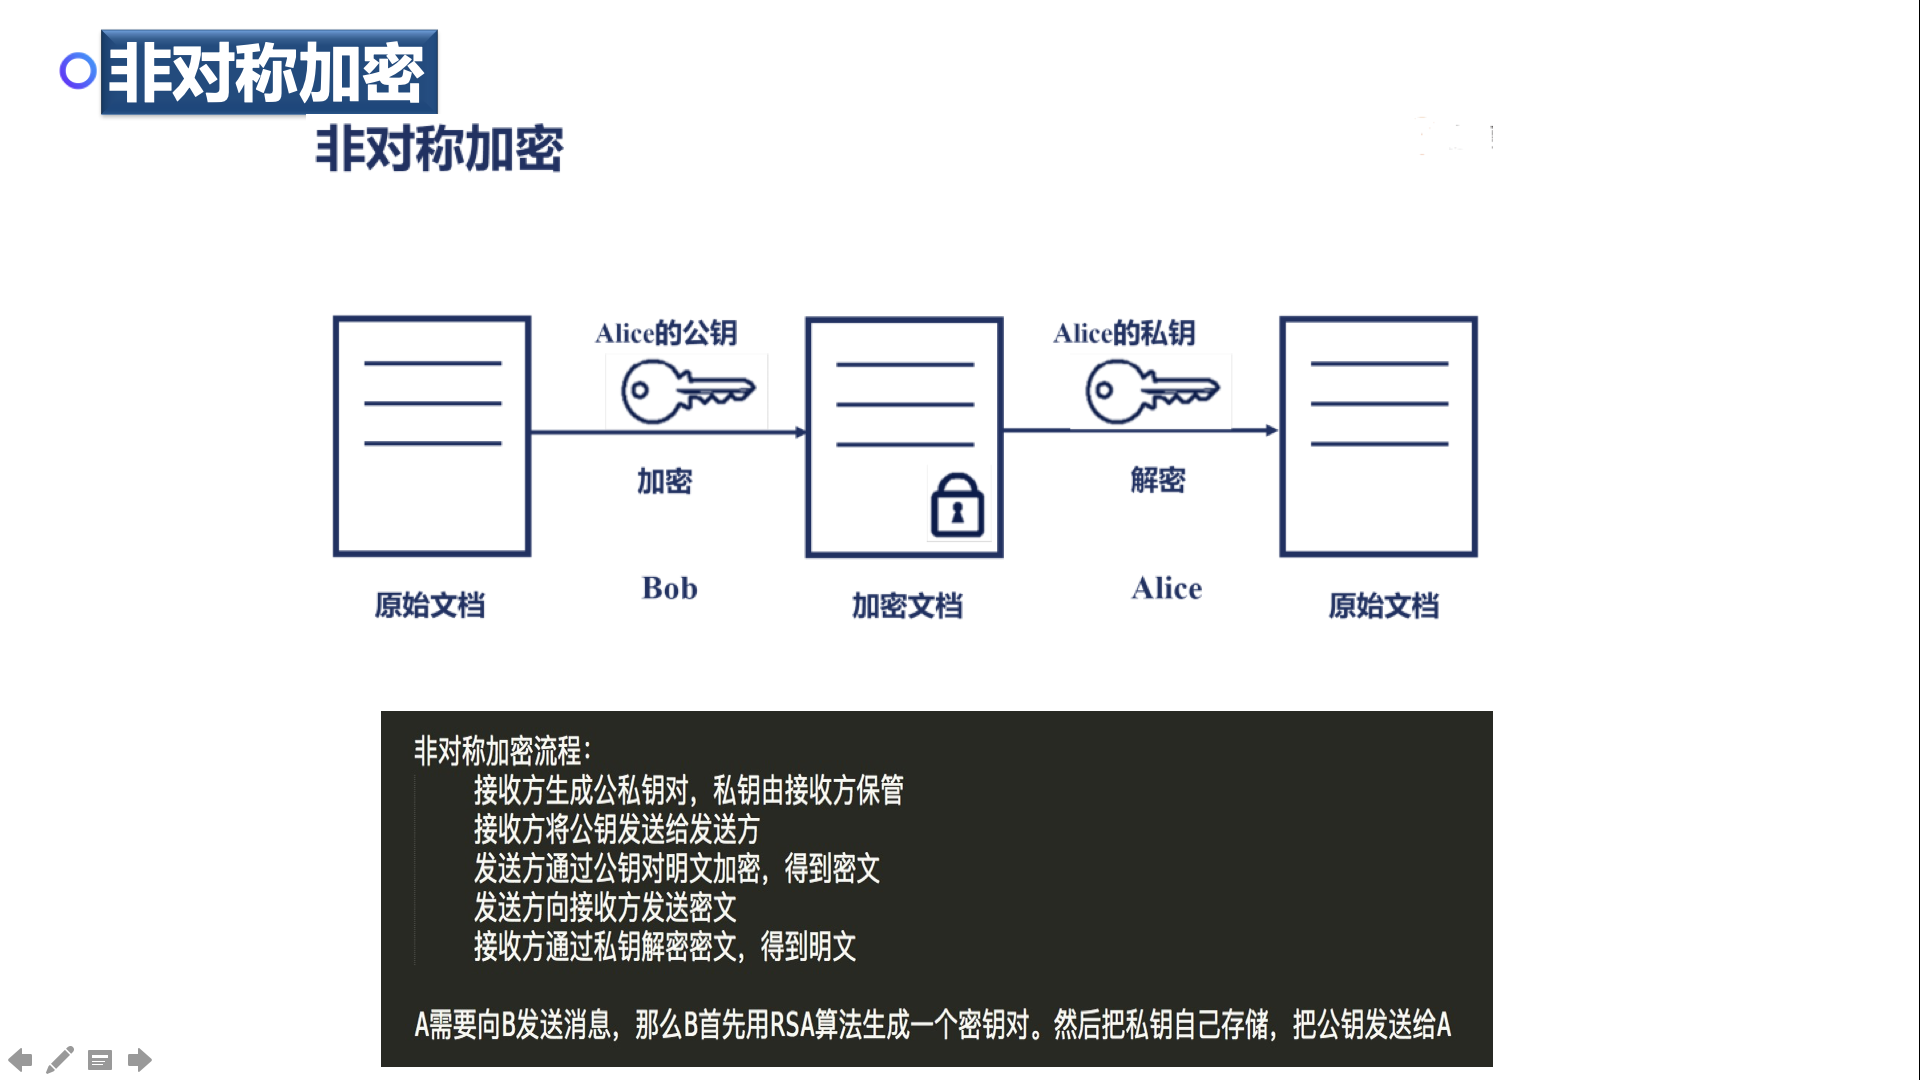 非对称加密
非对称加密
Alice的公钥
Alice的私钥
加密
解密
Bob
Alice
原始文档
加密文档
原始文档
非对称加密流程:
接收方生成公私钥对，私钥由接收方保管
接收方将公钥发送给发送方
发送方通过公钥对明文加密，得到密文
发送方向接收方发送密文
接收方通过私钥解密密文，得到明文
A需要向B发送消息，那么B首先用RSA算法生成一个密钥对。然后把私钥自己存储，把公钥发送给A